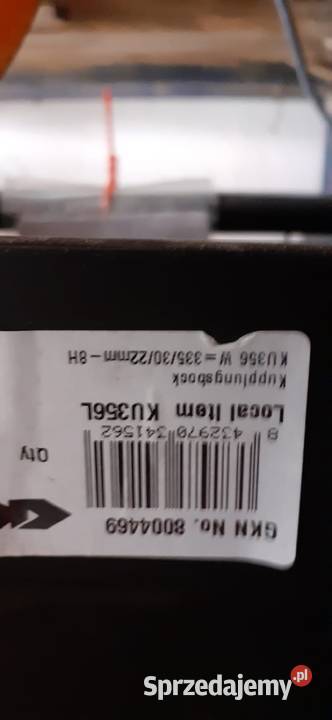 GKN No. 8004469
8 432970 341562
Qty
Local Item KU356L
Kupplungsbock
KU356 W=335/30/22mm-8H
Sprzedajemy.pl